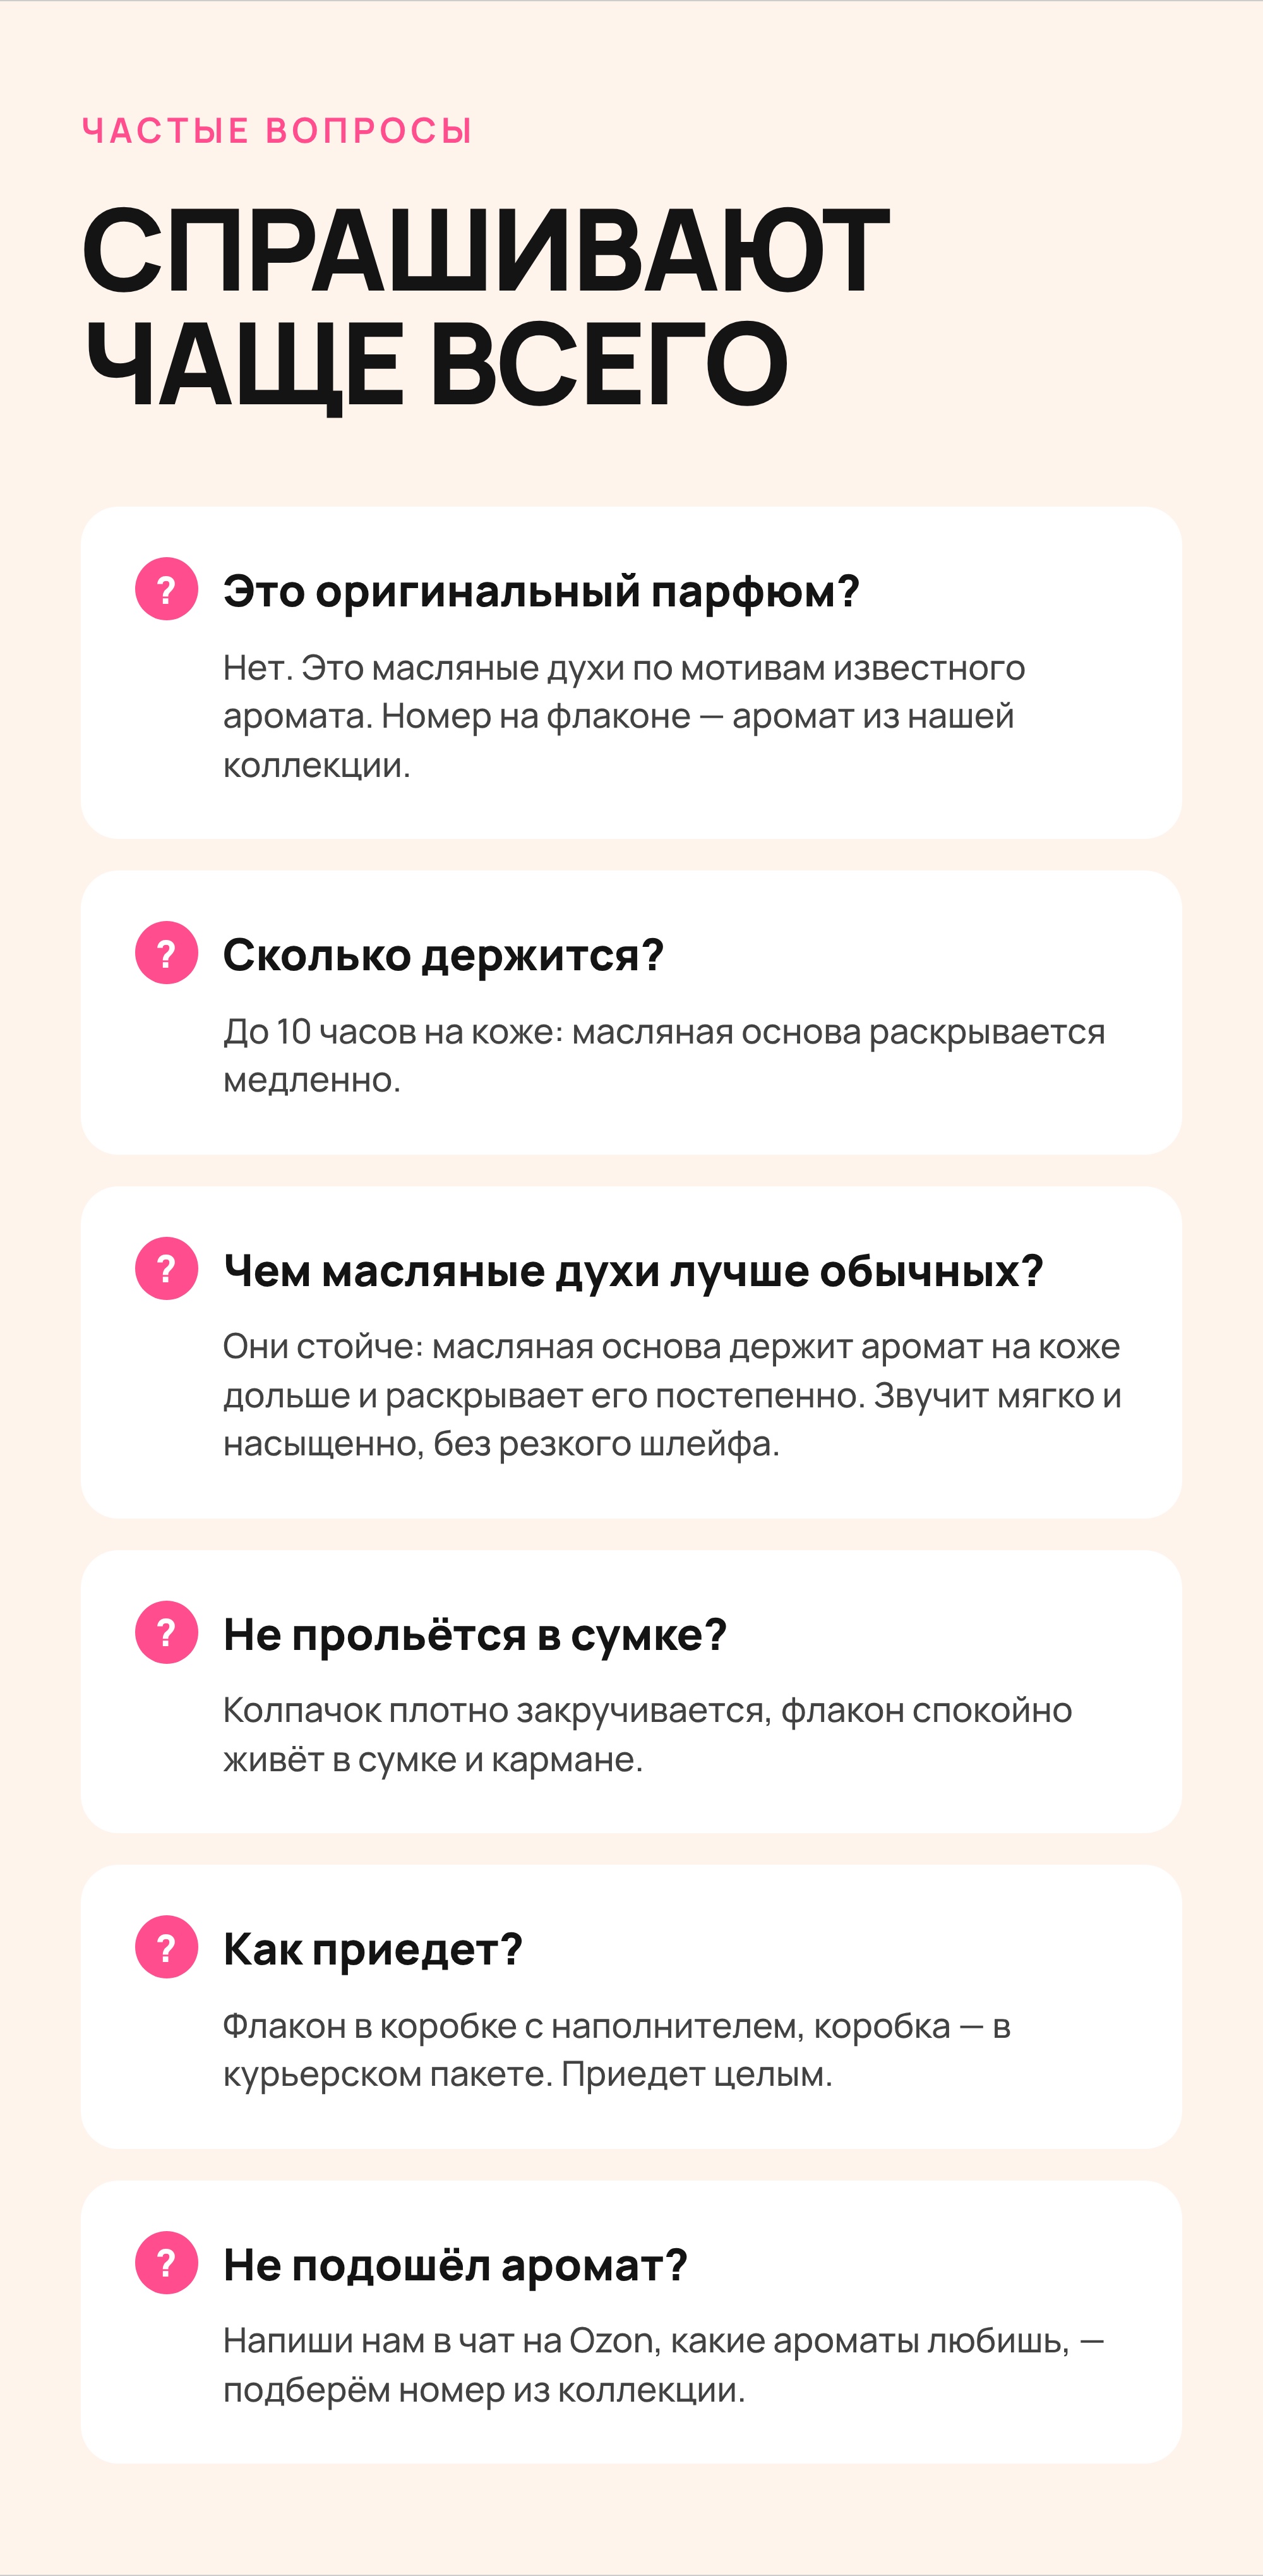 ЧАСТЫЕ ВОПРОСЫ
СПРАШИВАЮТ
ЧАЩЕ ВСЕГО
? Это оригинальный парфюм?
Нет. Это масляные духи по мотивам известного
аромата. Номер на флаконе — аромат из нашей
коллекции.
? Сколько держится?
До 10 часов на коже: масляная основа раскрывается
медленно.
? Чем масляные духи лучше обычных?
Они стойче: масляная основа держит аромат на коже
дольше и раскрывает его постепенно. Звучит мягко и
насыщенно, без резкого шлейфа.
? Не прольётся в сумке?
Колпачок плотно закручивается, флакон спокойно
живёт в сумке и кармане.
? Как приедет?
Флакон в коробке с наполнителем, коробка — в
курьерском пакете. Приедет целым.
? Не подошёл аромат?
Напиши нам в чат на Ozon, какие ароматы любишь, —
подберём номер из коллекции.